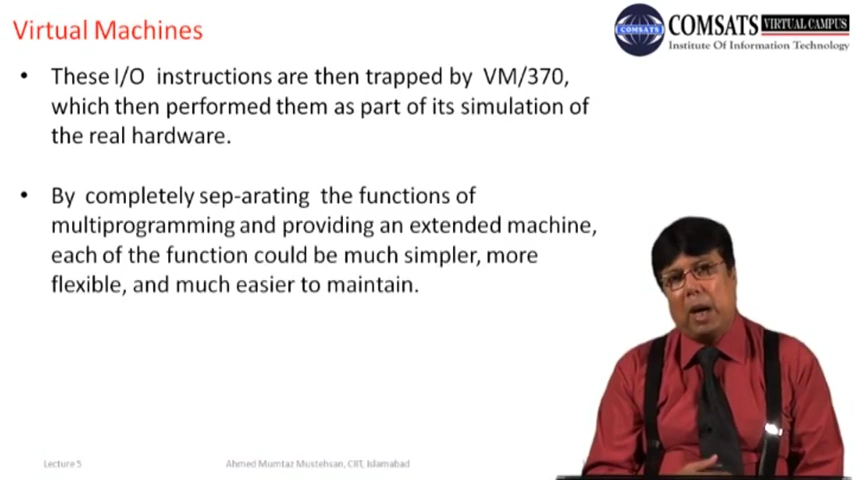 Virtual Machines
COMSATS
COMSATS VIRTUAL CAMPUS
Institute Of Information Technology
• These I/O instructions are then trapped by VM/370,
which then performed them as part of its simulation of
the real hardware.
• By completely sep-arating the functions of
multiprogramming and providing an extended machine,
each of the function could be much simpler, more
flexible, and much easier to maintain.
Lecture 5
Ahmed Mumtaz Mustehsan, CIIT, Islamabad